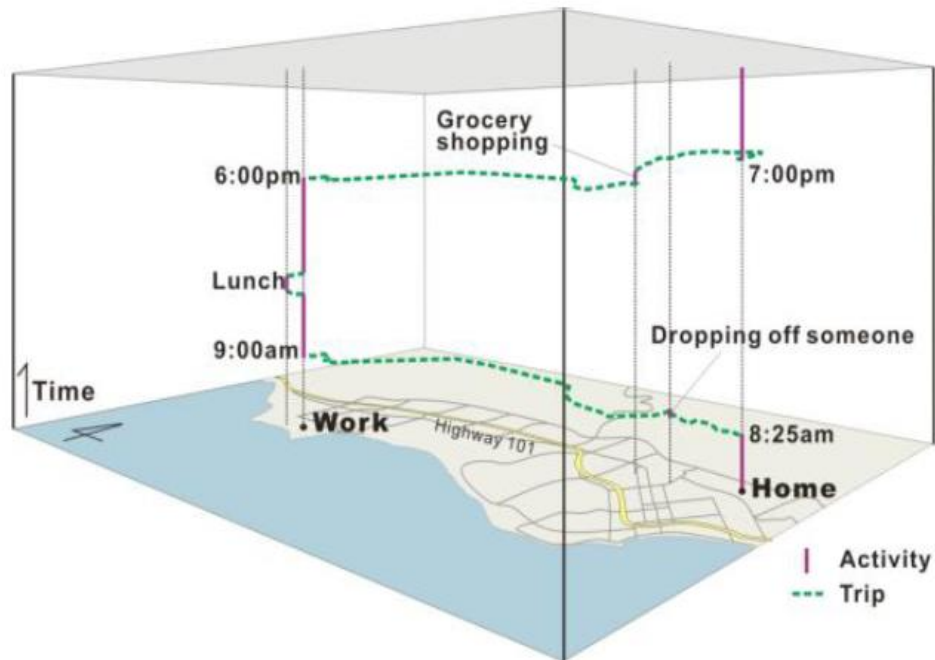 Grocery
shopping
6:00pm
7:00pm
Lunch
Dropping off someone
9:00am
Time
Work
Highway 101
8:25am
Home
Activity
Trip